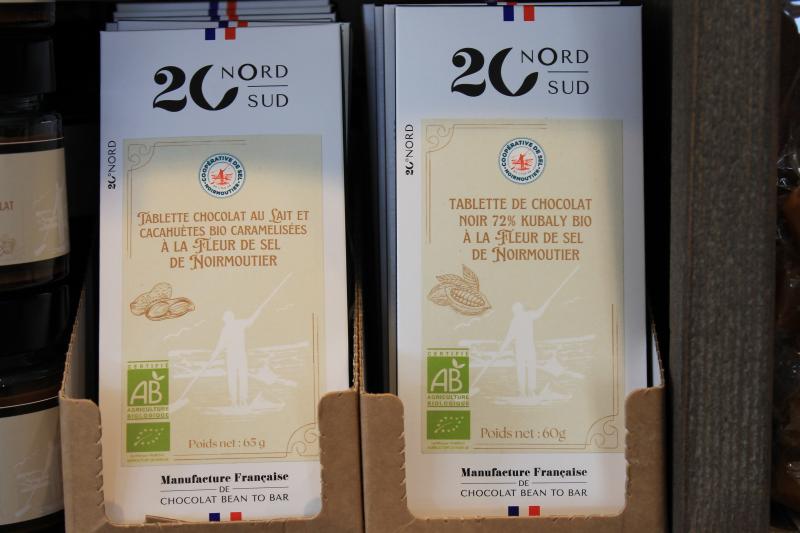 20 NORD
SUD
20°NORD
COOPÉRATIVE DE SEL
NOIRMOUTIER
TABLETTE CHOCOLAT AU LAIT ET
CACAHUÈTES BIO CARAMELISÉES
À LA FLEUR DE SEL
DE NOIRMOUTIER
CERTIFIÉ
AB
AGRICULTURE
BIOLOGIQUE
Poids net : 65 g
Manufacture Française
DE
CHOCOLAT BEAN TO BAR
20 NORD
SUD
20°NORD
COOPÉRATIVE DE SEL
NOIRMOUTIER
TABLETTE DE CHOCOLAT
NOIR 72% KUBALY BIO
À LA FLEUR DE SEL
DE NOIRMOUTIER
CERTIFIÉ
AB
AGRICULTURE
BIOLOGIQUE
Poids net : 60g
Manufacture Française
DE
CHOCOLAT BEAN TO BAR